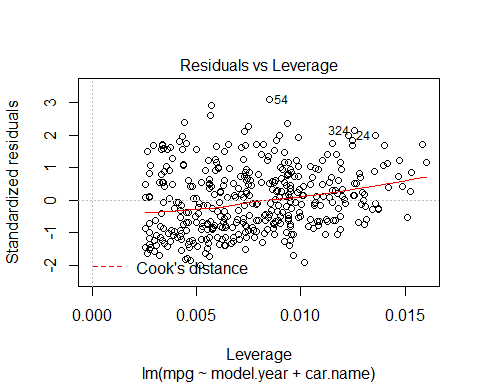 Residuals vs Leverage
Standardized residuals
3
2
1
0
-1
-2
54
324
24
Cook's distance
0.000 0.005 0.010 0.015
Leverage
lm(mpg ~ model.year + car.name)